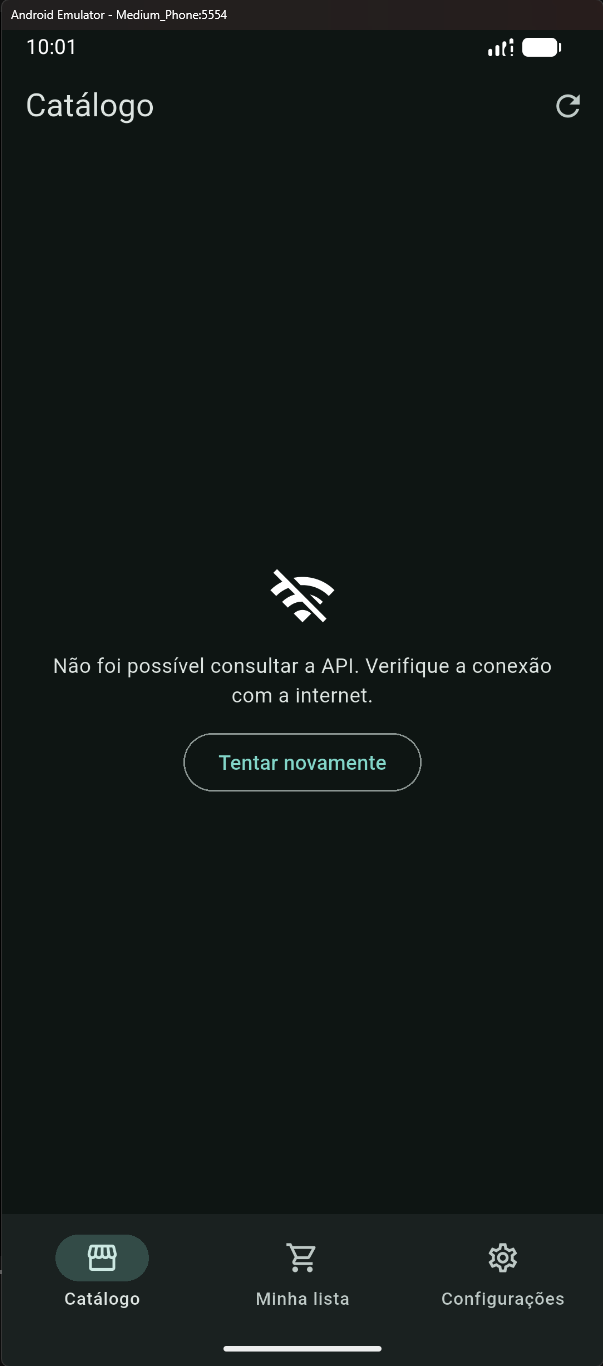 Android Emulator - Medium_Phone:5554
10:01
Catálogo
Não foi possível consultar a API. Verifique a conexão
com a internet.
Tentar novamente
Catálogo
Minha lista
Configurações